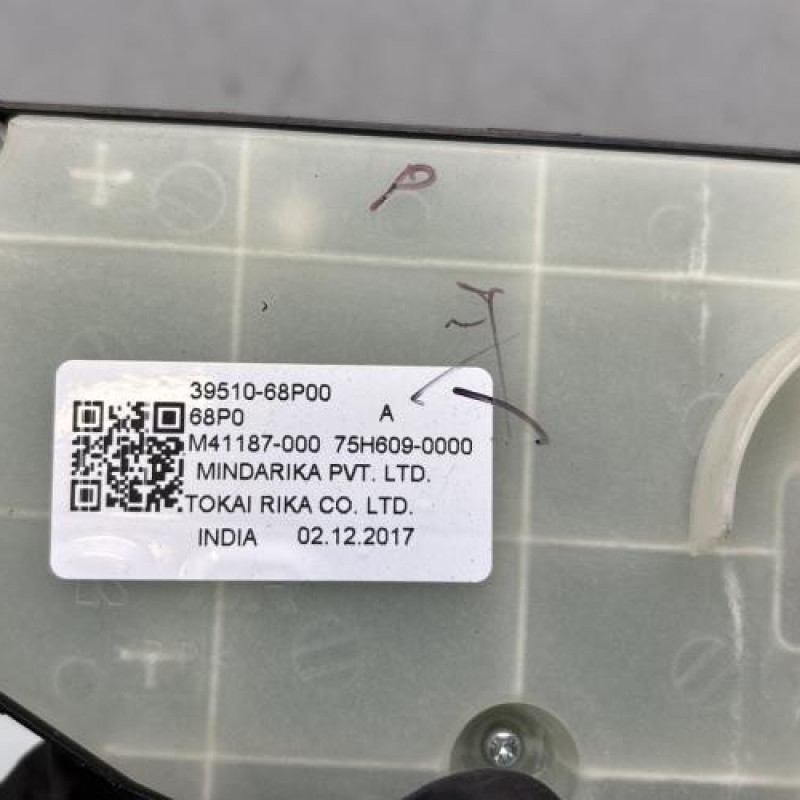 P
39510-68P00
68P0 A
M41187-000 75H609-0000
MINDARIKA PVT. LTD.
TOKAI RIKA CO. LTD.
INDIA 02.12.2017